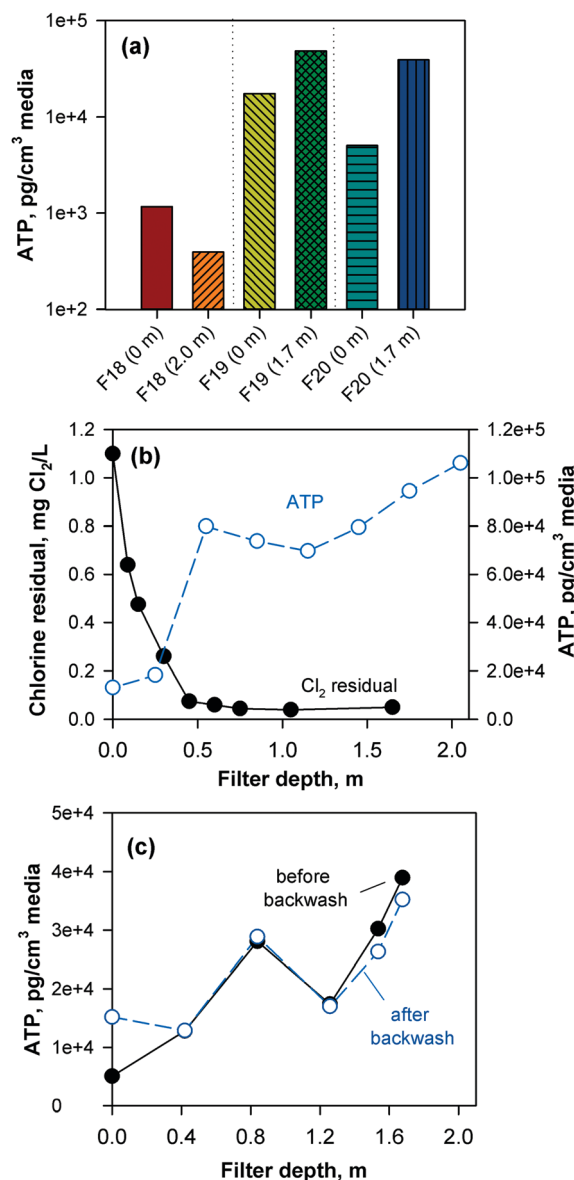 (a)
ATP, pg/cm³ media
1e+5
1e+4
1e+3
1e+2
F18 (0 m)
F18 (2.0 m)
F19 (0 m)
F19 (1.7 m)
F20 (0 m)
F20 (1.7 m)
(b)
Chlorine residual, mg Cl₂/L
1.2
1.0
0.8
0.6
0.4
0.2
0.0
ATP
Cl₂ residual
1.2e+5
1.0e+5
8.0e+4
6.0e+4
4.0e+4
2.0e+4
0.0
ATP, pg/cm³ media
0.0 0.5 1.0 1.5 2.0
Filter depth, m
(c)
ATP, pg/cm³ media
5e+4
4e+4
3e+4
2e+4
1e+4
0
before
backwash
after
backwash
0.0 0.4 0.8 1.2 1.6 2.0
Filter depth, m